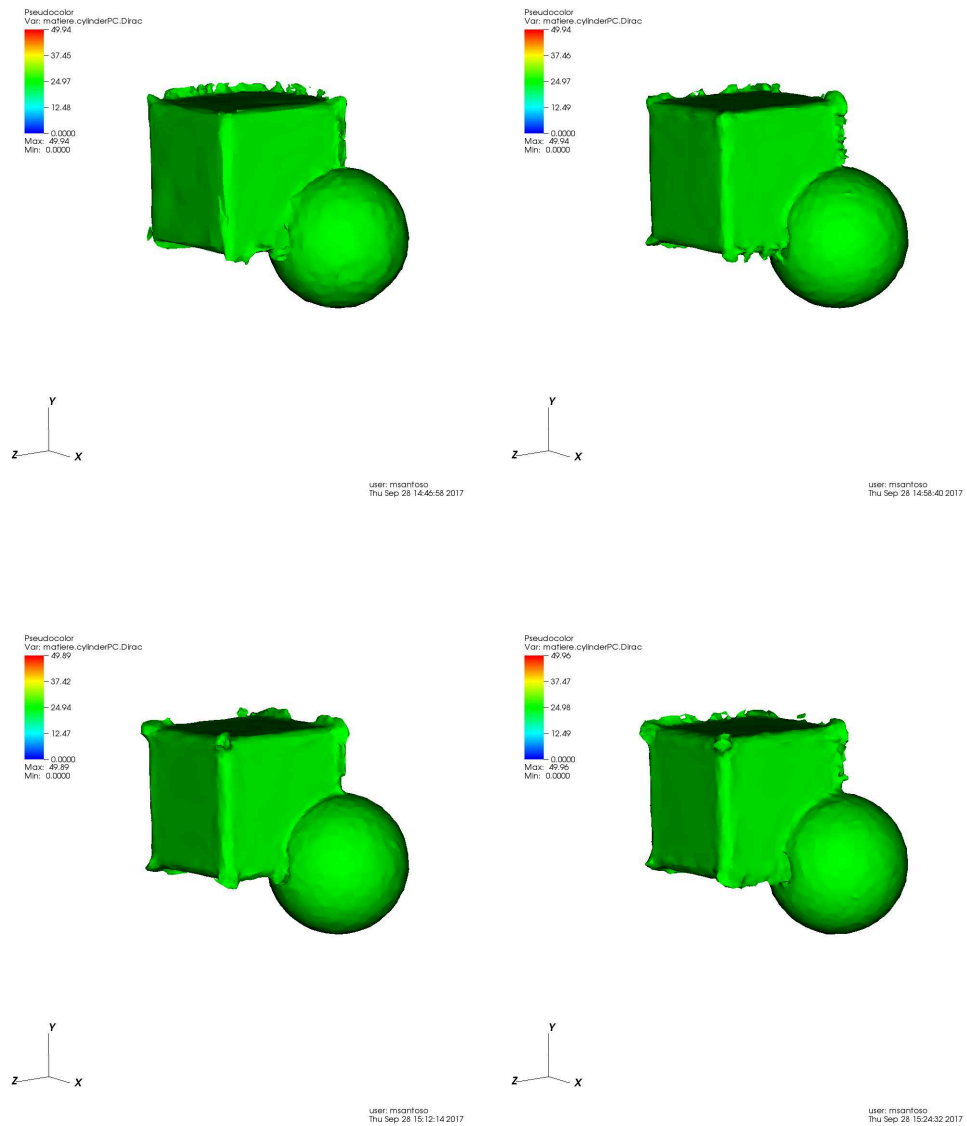 Pseudocolor
Var: matiere.cylinderPC.Dirac
49.94
37.45
24.97
12.48
0.0000
Max: 49.94
Min: 0.0000
Y
Z
X
user: msantoso
Thu Sep 28 14:46:58 2017
Pseudocolor
Var: matiere.cylinderPC.Dirac
49.94
37.46
24.97
12.49
0.0000
Max: 49.94
Min: 0.0000
Y
Z
X
user: msantoso
Thu Sep 28 14:58:40 2017
Pseudocolor
Var: matiere.cylinderPC.Dirac
49.89
37.42
24.94
12.47
0.0000
Max: 49.89
Min: 0.0000
Y
Z
X
user: msantoso
Thu Sep 28 15:12:14 2017
Pseudocolor
Var: matiere.cylinderPC.Dirac
49.96
37.47
24.98
12.49
0.0000
Max: 49.96
Min: 0.0000
Y
Z
X
user: msantoso
Thu Sep 28 15:24:32 2017